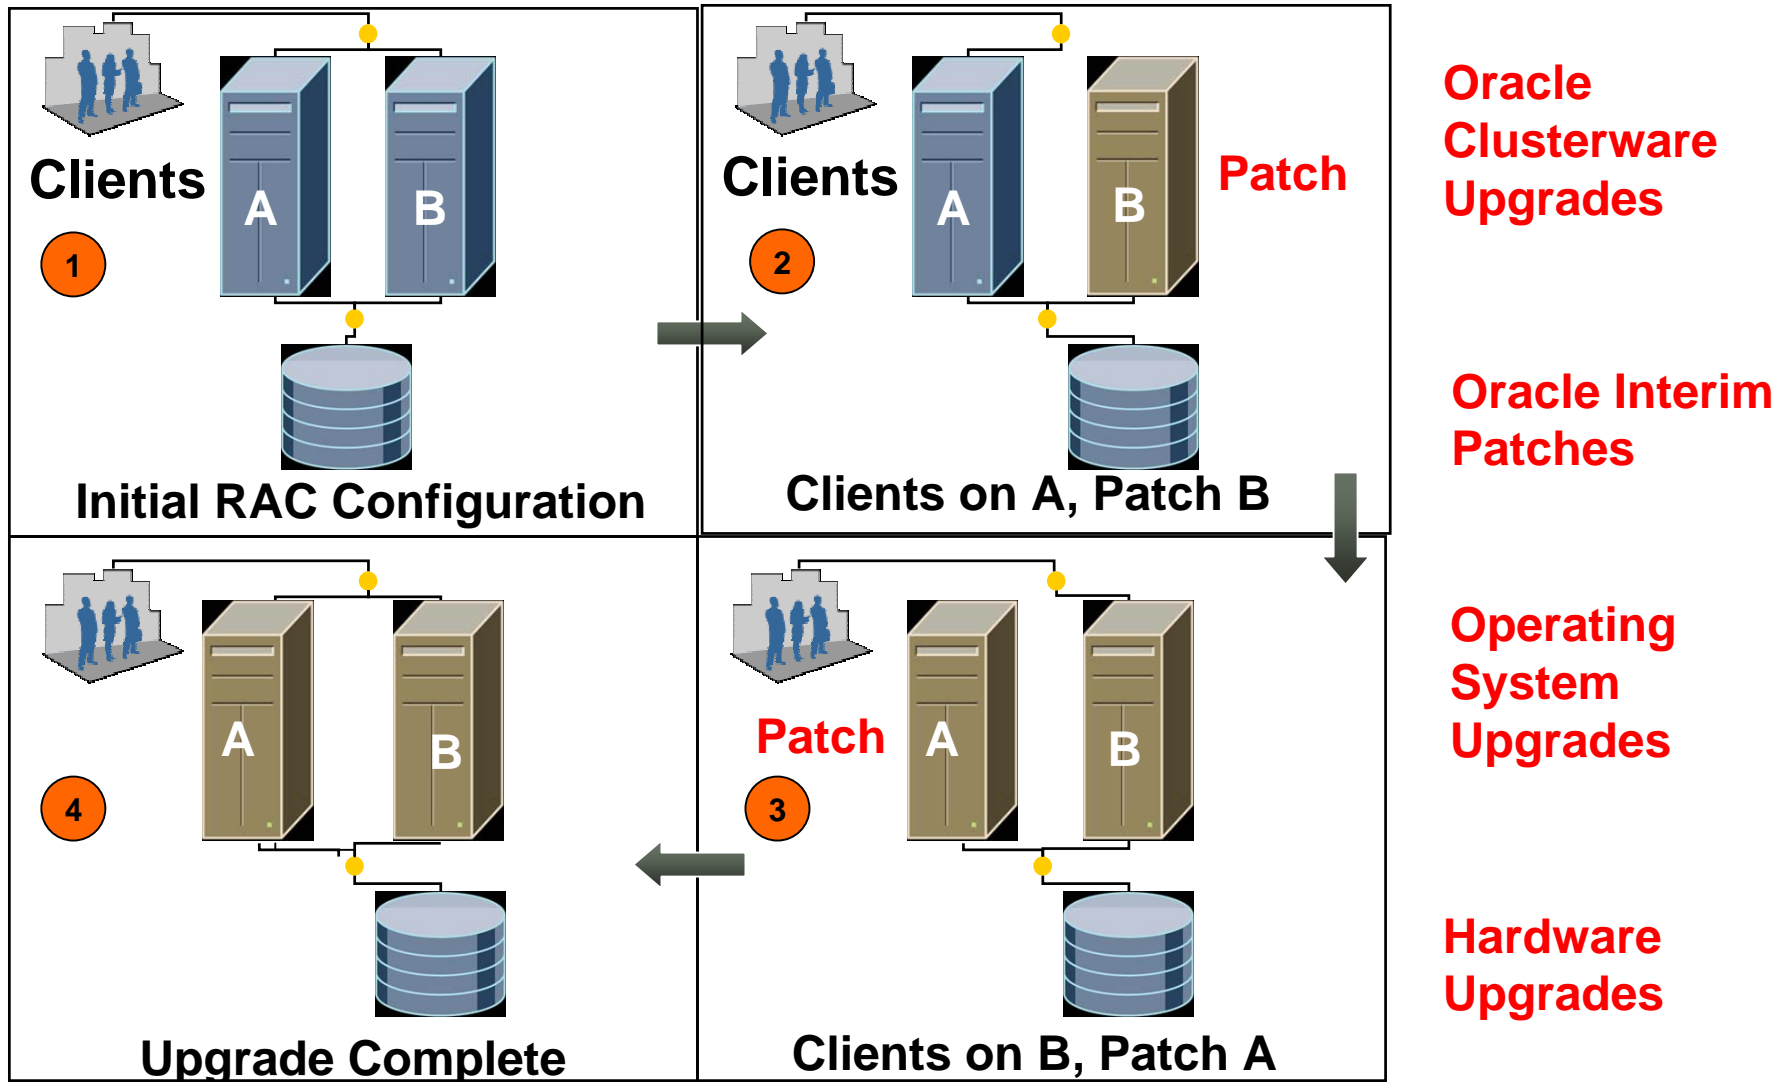 Clients
A
B
1
Initial RAC Configuration
Clients
A
B
Patch
2
Clients on A, Patch B
Patch
A
B
3
Clients on B, Patch A
A
B
4
Upgrade Complete
Oracle
Clusterware
Upgrades
Oracle Interim
Patches
Operating
System
Upgrades
Hardware
Upgrades